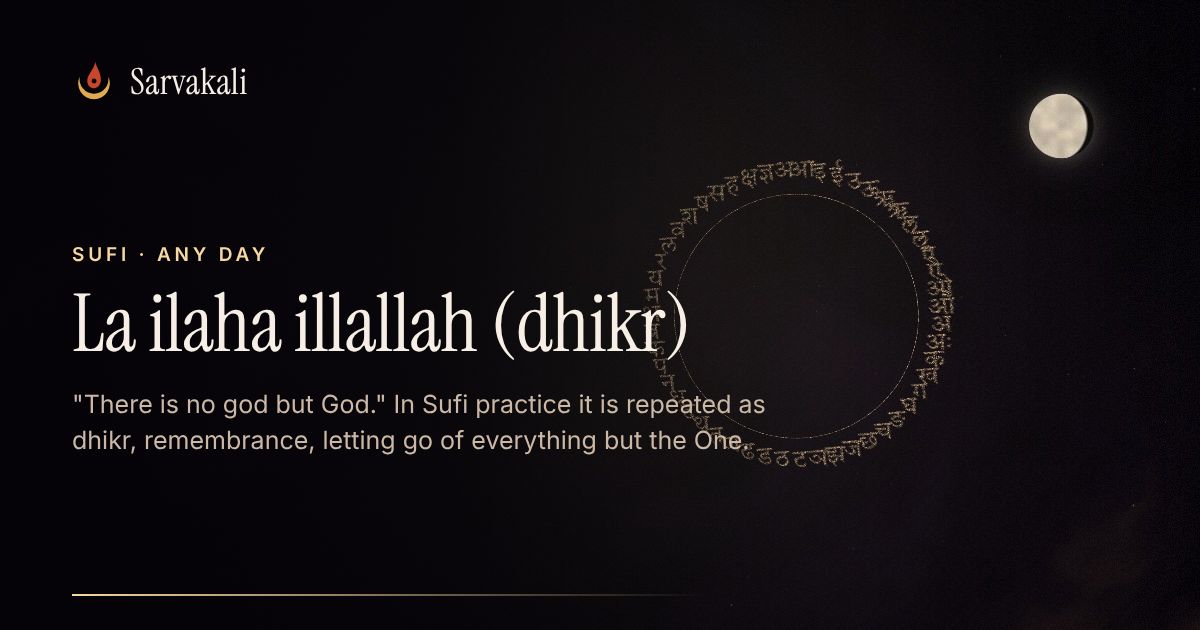 Sarvakali
SUFI · ANY DAY
La ilaha illallah (dhikr)
"There is no god but God." In Sufi practice it is repeated as
dhikr, remembrance, letting go of everything but the One.